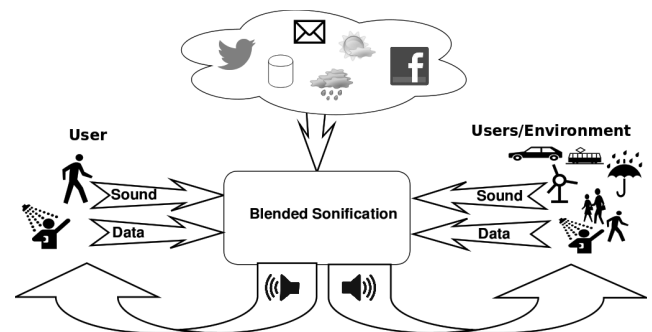 f
User
Users/Environment
Sound
Sound
Blended Sonification
Data
Data